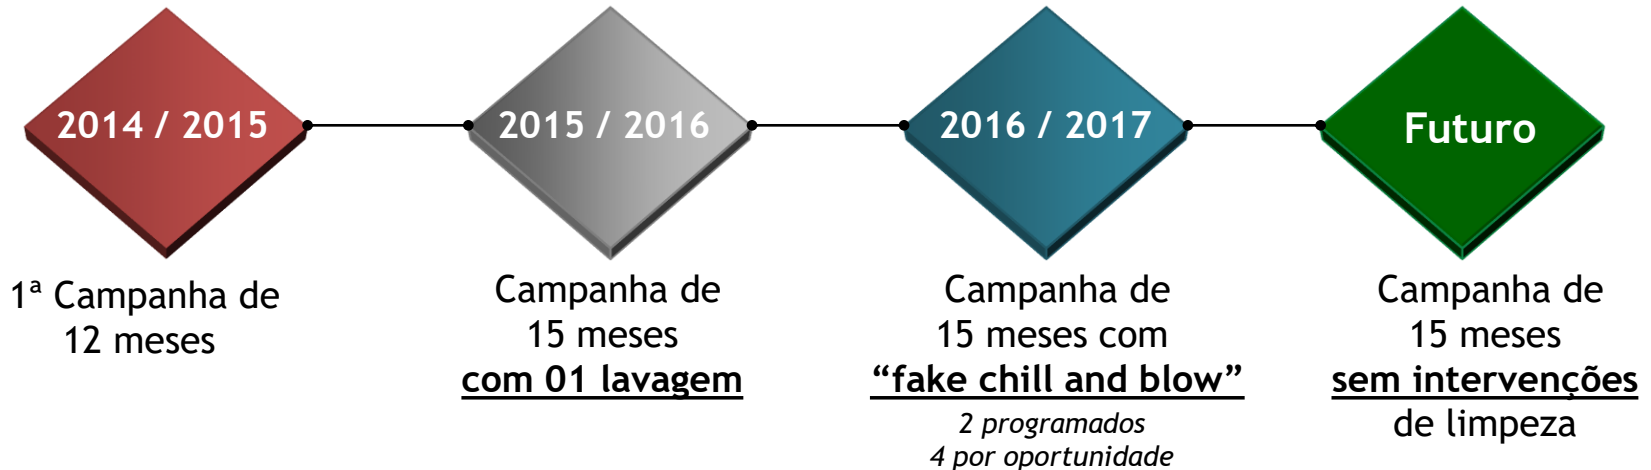 2014 / 2015
1ª Campanha de
12 meses
2015 / 2016
Campanha de
15 meses
com 01 lavagem
2016 / 2017
Campanha de
15 meses com
“fake chill and blow”
2 programados
4 por oportunidade
Futuro
Campanha de
15 meses
sem intervenções
de limpeza